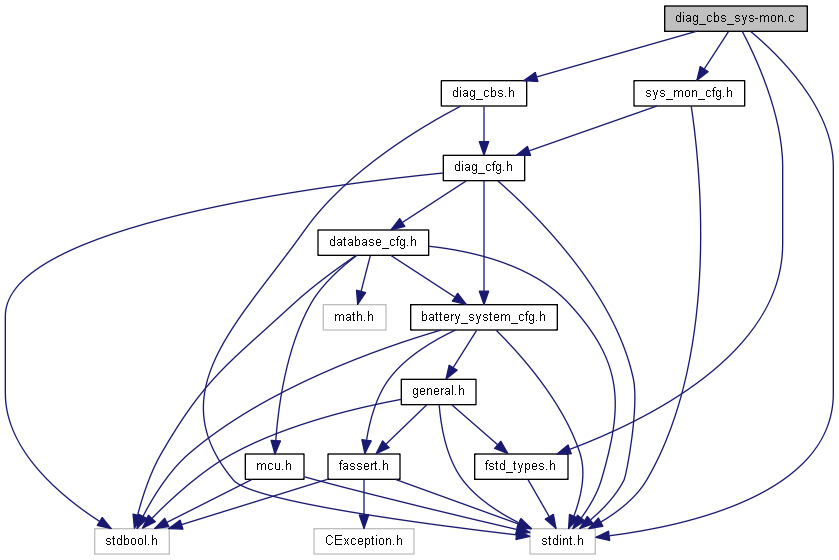 diag_cbs_sys-mon.c
diag_cbs.h
sys_mon_cfg.h
diag_cfg.h
database_cfg.h
math.h
battery_system_cfg.h
general.h
mcu.h
fassert.h
fstd_types.h
stdbool.h
CException.h
stdint.h